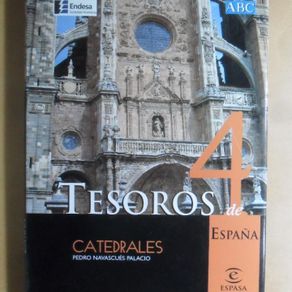 Endesa
ABC
4
TESOROS de
ESPAÑA
CATEDRALES
PEDRO NAVASCUÉS PALACIO
ESPASA